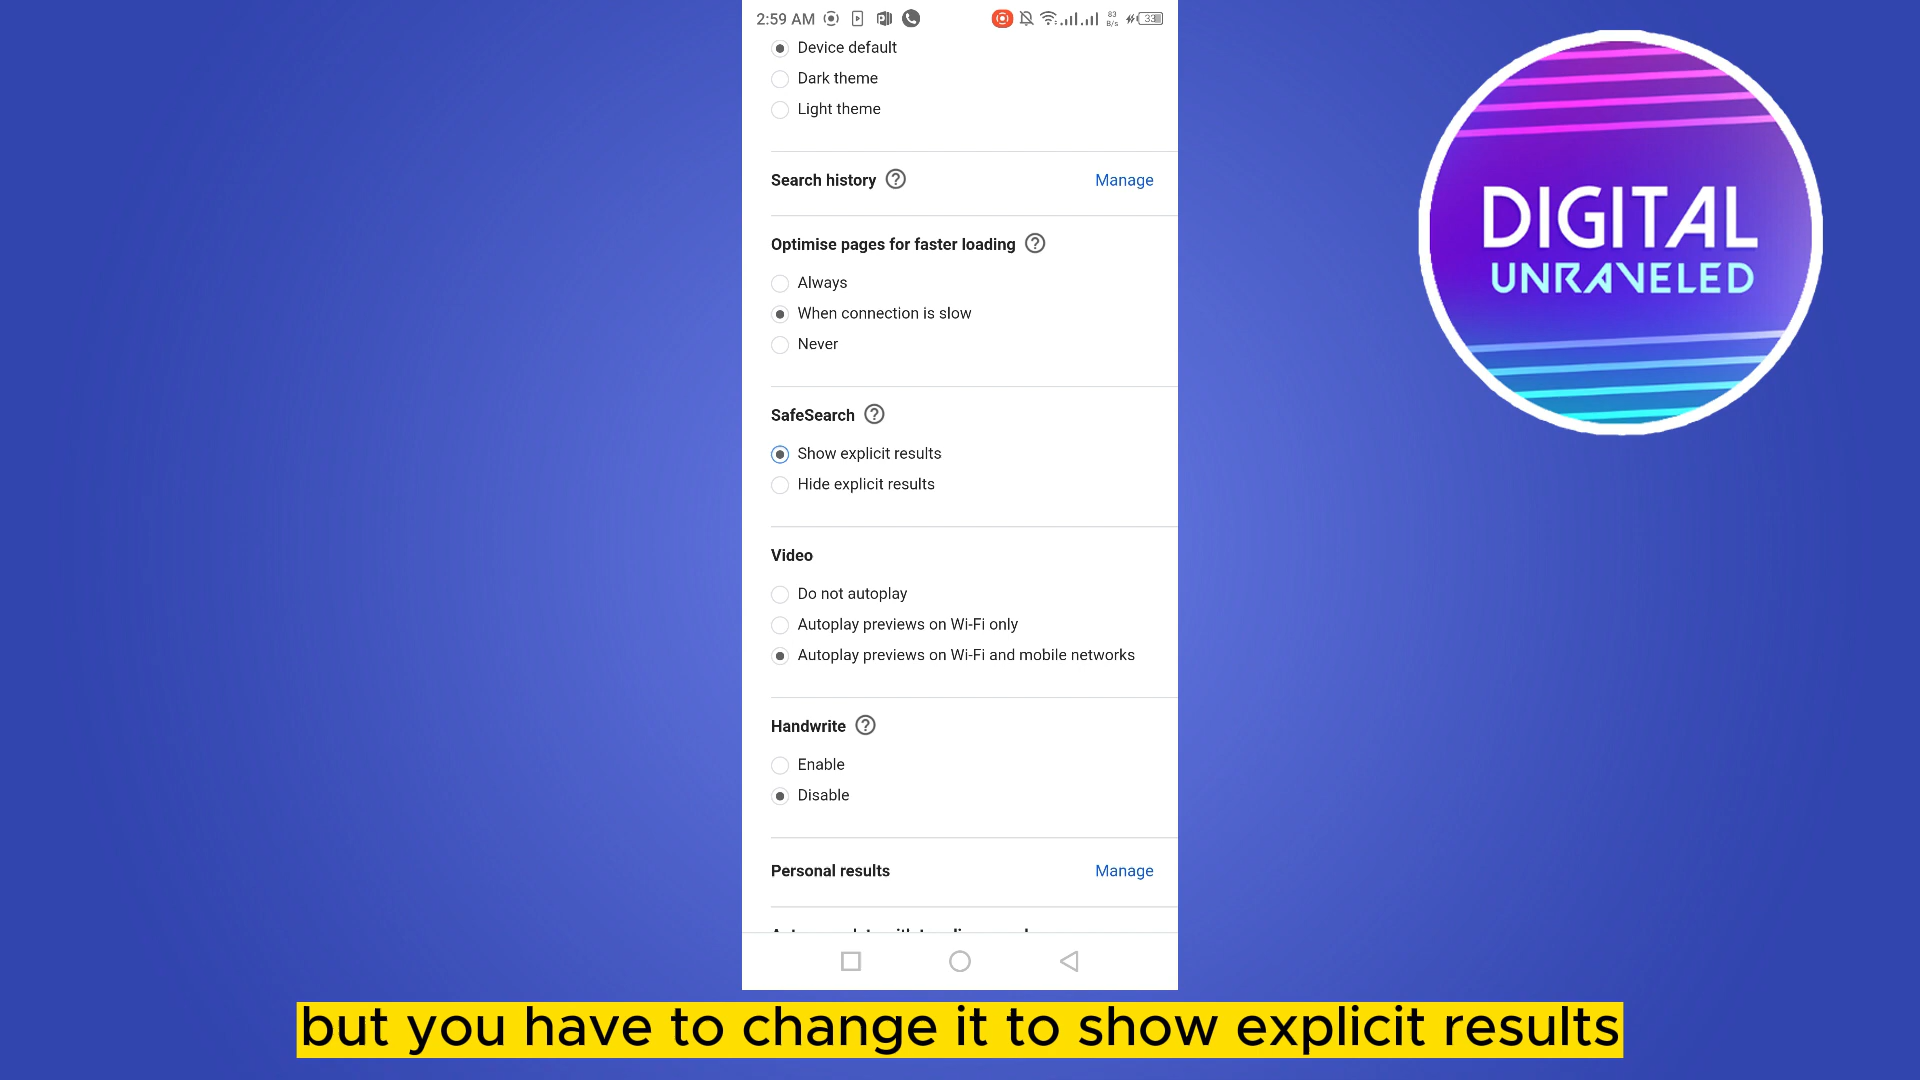 2:59 AM
83
B/s
33
Device default
Dark theme
Light theme
Search history
Manage
Optimise pages for faster loading
Always
When connection is slow
Never
SafeSearch
Show explicit results
Hide explicit results
Video
Do not autoplay
Autoplay previews on Wi-Fi only
Autoplay previews on Wi-Fi and mobile networks
Handwrite
Enable
Disable
Personal results
Manage
DIGITAL
UNRAVELED
but you have to change it to show explicit results